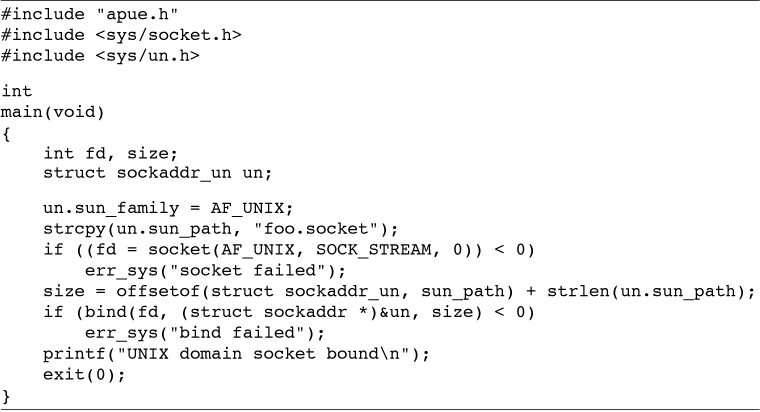 #include "apue.h"
#include <sys/socket.h>
#include <sys/un.h>

int
main(void)
{
    int fd, size;
    struct sockaddr_un un;

    un.sun_family = AF_UNIX;
    strcpy(un.sun_path, "foo.socket");
    if ((fd = socket(AF_UNIX, SOCK_STREAM, 0)) < 0)
        err_sys("socket failed");
    size = offsetof(struct sockaddr_un, sun_path) + strlen(un.sun_path);
    if (bind(fd, (struct sockaddr *)&un, size) < 0)
        err_sys("bind failed");
    printf("UNIX domain socket bound\n");
    exit(0);
}